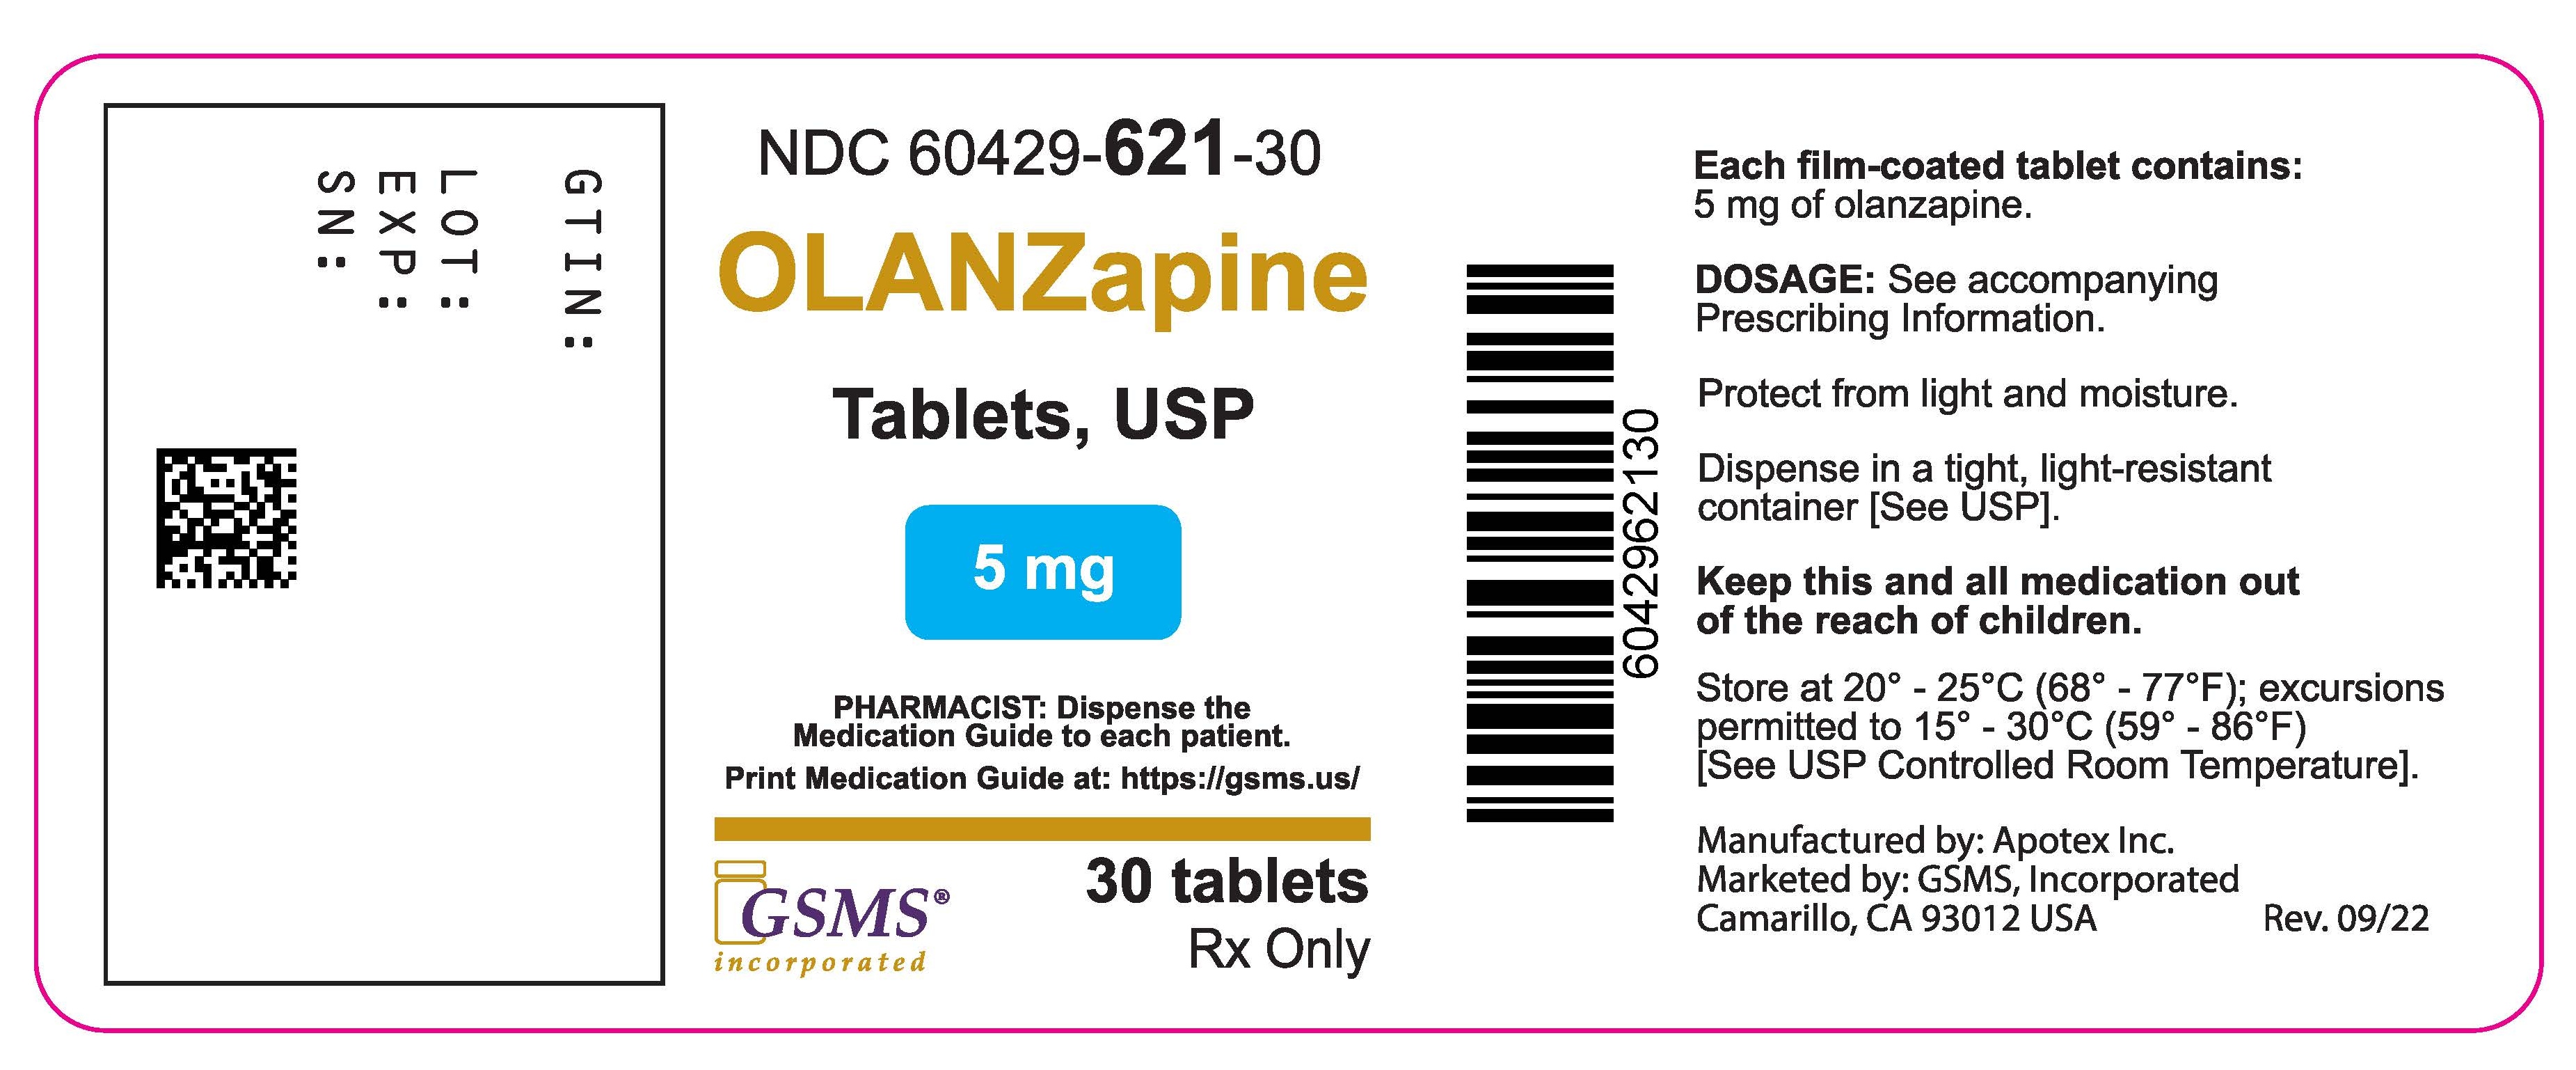 GTIN:
LOT:
EXP:
SN:
NDC 60429-621-30
OLANZapine
Tablets, USP
5 mg
PHARMACIST: Dispense the
Medication Guide to each patient.
Print Medication Guide at: https://gsms.us/
GSMS®
incorporated
30 tablets
Rx Only
6042962130
Each film-coated tablet contains:
5 mg of olanzapine.
DOSAGE: See accompanying
Prescribing Information.
Protect from light and moisture.
Dispense in a tight, light-resistant
container [See USP].
Keep this and all medication out
of the reach of children.
Store at 20° - 25°C (68° - 77°F); excursions
permitted to 15° - 30°C (59° - 86°F)
[See USP Controlled Room Temperature].
Manufactured by: Apotex Inc.
Marketed by: GSMS, Incorporated
Camarillo, CA 93012 USA Rev. 09/22